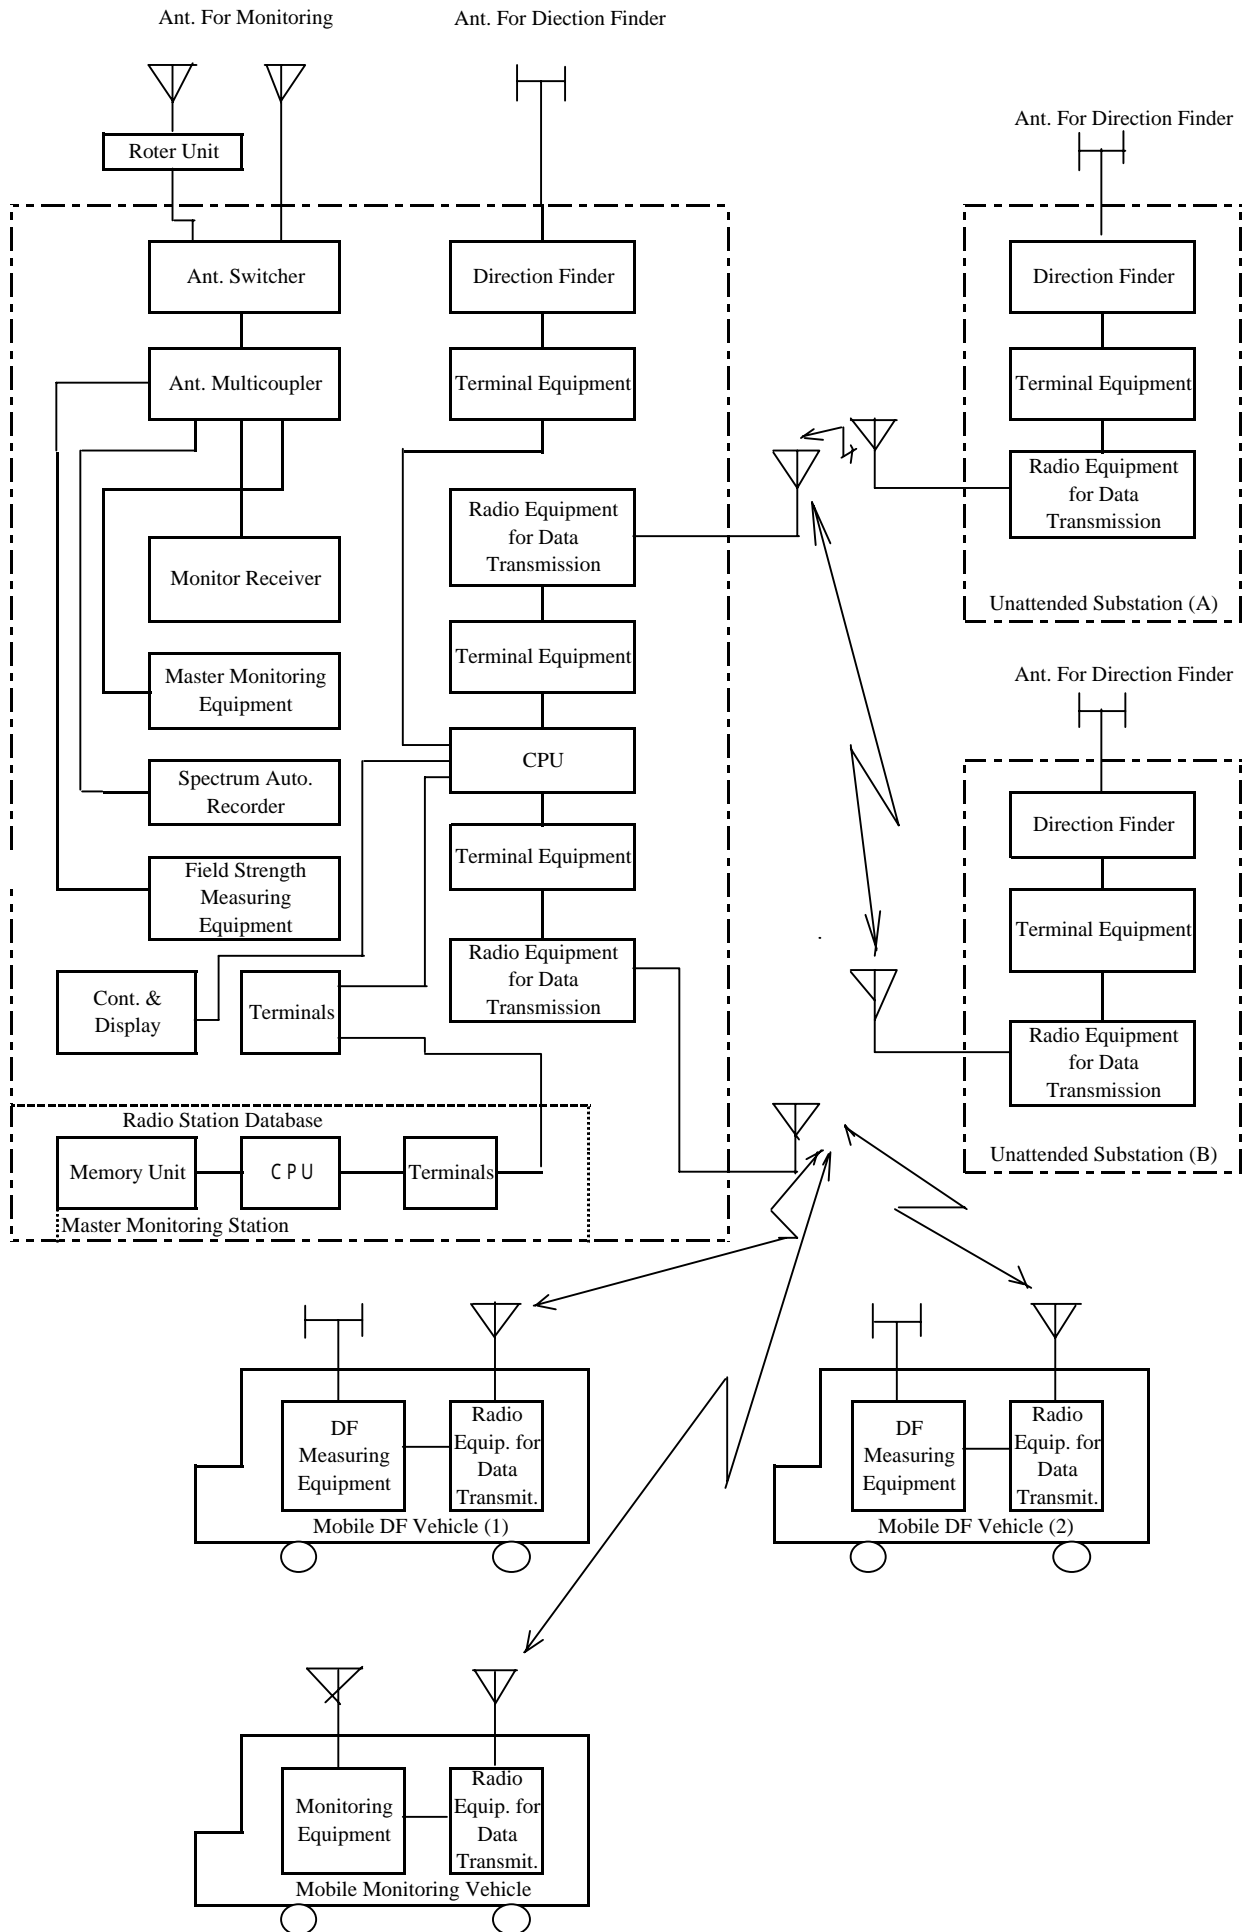 Ant. For Monitoring
Ant. For Diection Finder
Ant. For Direction Finder
Roter Unit
Ant. Switcher
Direction Finder
Direction Finder
Ant. Multicoupler
Terminal Equipment
Terminal Equipment
Radio Equipment
for Data
Transmission
Radio Equipment
for Data
Transmission
Monitor Receiver
Unattended Substation (A)
Terminal Equipment
Master Monitoring
Equipment
Ant. For Direction Finder
CPU
Spectrum Auto.
Recorder
Direction Finder
Terminal Equipment
Field Strength
Measuring
Equipment
Terminal Equipment
Radio Equipment
for Data
Transmission
Cont. &
Display
Terminals
Radio Equipment
for Data
Transmission
Radio Station Database
Unattended Substation (B)
Memory Unit
CPU
Terminals
Master Monitoring Station
DF
Measuring
Equipment
Radio
Equip. for
Data
Transmit.
Mobile DF Vehicle (1)
DF
Measuring
Equipment
Radio
Equip. for
Data
Transmit.
Mobile DF Vehicle (2)
Monitoring
Equipment
Radio
Equip. for
Data
Transmit.
Mobile Monitoring Vehicle